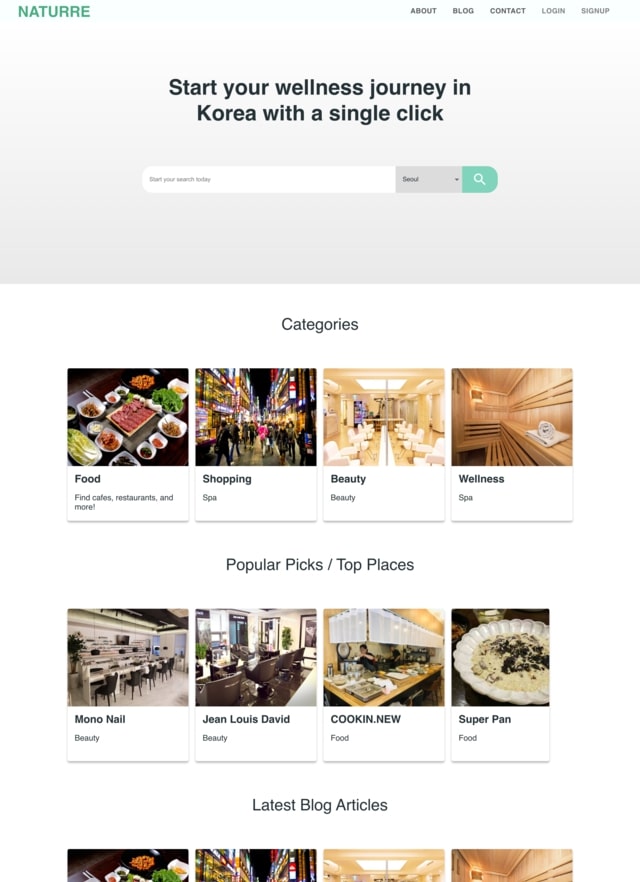 NATURRE
ABOUT BLOG CONTACT LOGIN SIGNUP
Start your wellness journey in
Korea with a single click
Start your search today
Seoul
Categories
Food
Find cafes, restaurants, and
more!
Shopping
Spa
Beauty
Beauty
Wellness
Spa
Popular Picks / Top Places
Mono Nail
Beauty
Jean Louis David
Beauty
COOKIN.NEW
Food
Super Pan
Food
Latest Blog Articles